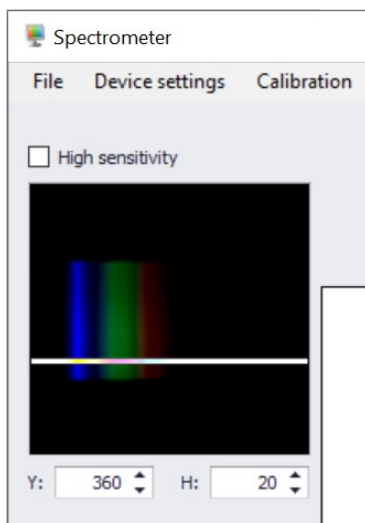 Spectrometer
File Device settings Calibration
High sensitivity
Y: 360 H: 20